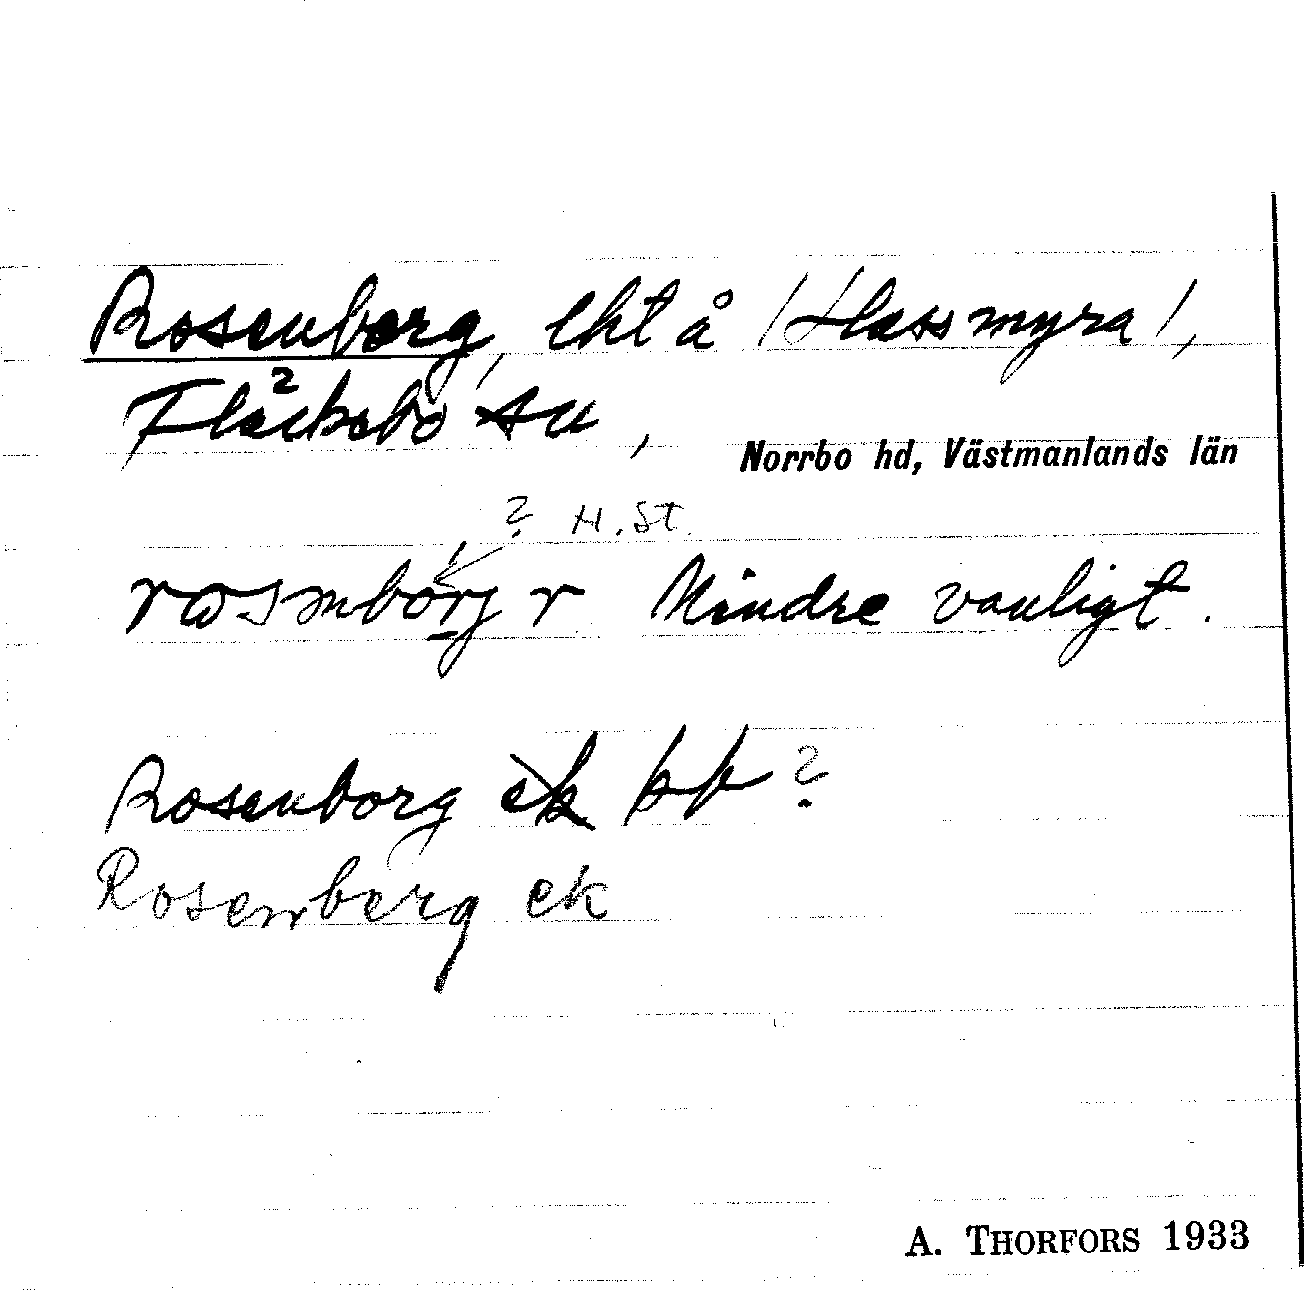 Rosenberg, lht å /Hassmyra/,
Fläckebo sn,
Norrbo hd, Västmanlands län
? H. St.
rosmborj r Mindre vanligt.
Rosenborg ek pp ?
Rosenberg ek
A. THORFORS 1933